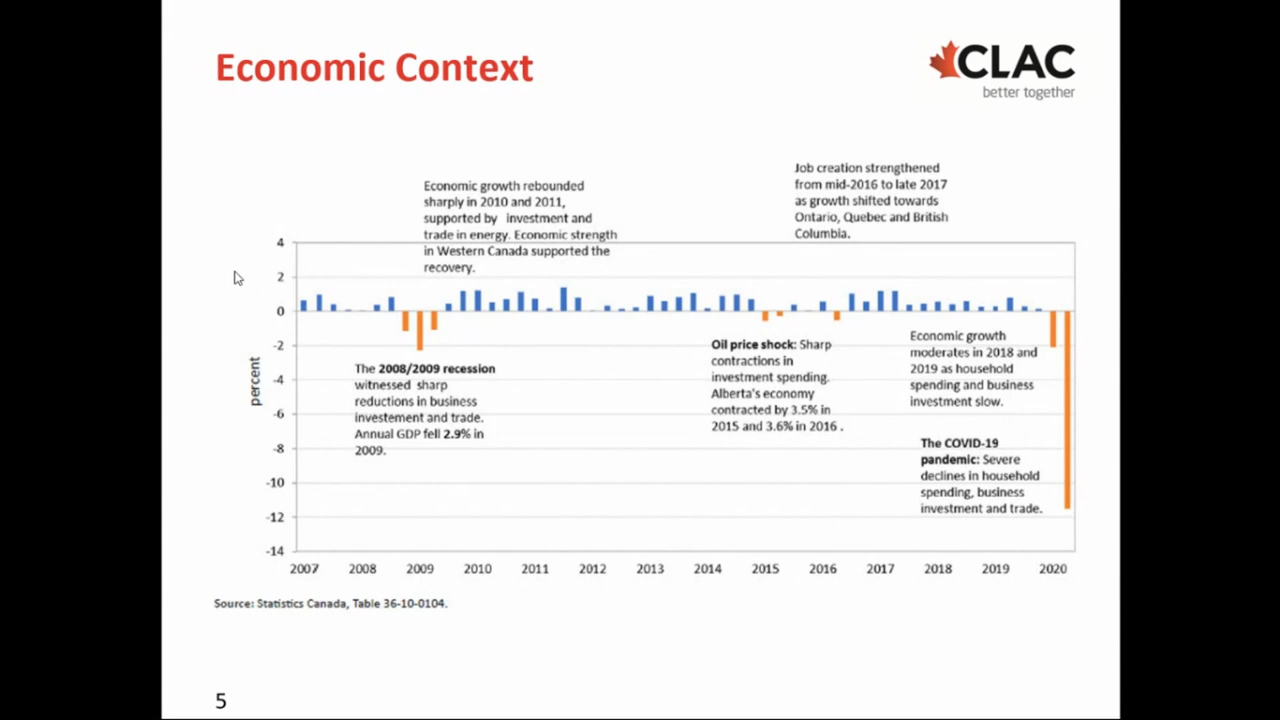 Economic Context
CLAC
better together
Job creation strengthened
from mid-2016 to late 2017
as growth shifted towards
Ontario, Quebec and British
Columbia.
Economic growth rebounded
sharply in 2010 and 2011,
supported by investment and
trade in energy. Economic strength
in Western Canada supported the
recovery.
4
2
0
-2
-4
-6
-8
-10
-12
-14
percent
The 2008/2009 recession
witnessed sharp
reductions in business
investement and trade.
Annual GDP fell 2.9% in
2009.
Oil price shock: Sharp
contractions in
investment spending.
Alberta's economy
contracted by 3.5% in
2015 and 3.6% in 2016 .
Economic growth
moderates in 2018 and
2019 as household
spending and business
investment slow.
The COVID-19
pandemic: Severe
declines in household
spending, business
investment and trade.
2007 2008 2009 2010 2011 2012 2013 2014 2015 2016 2017 2018 2019 2020
Source: Statistics Canada, Table 36-10-0104.
5